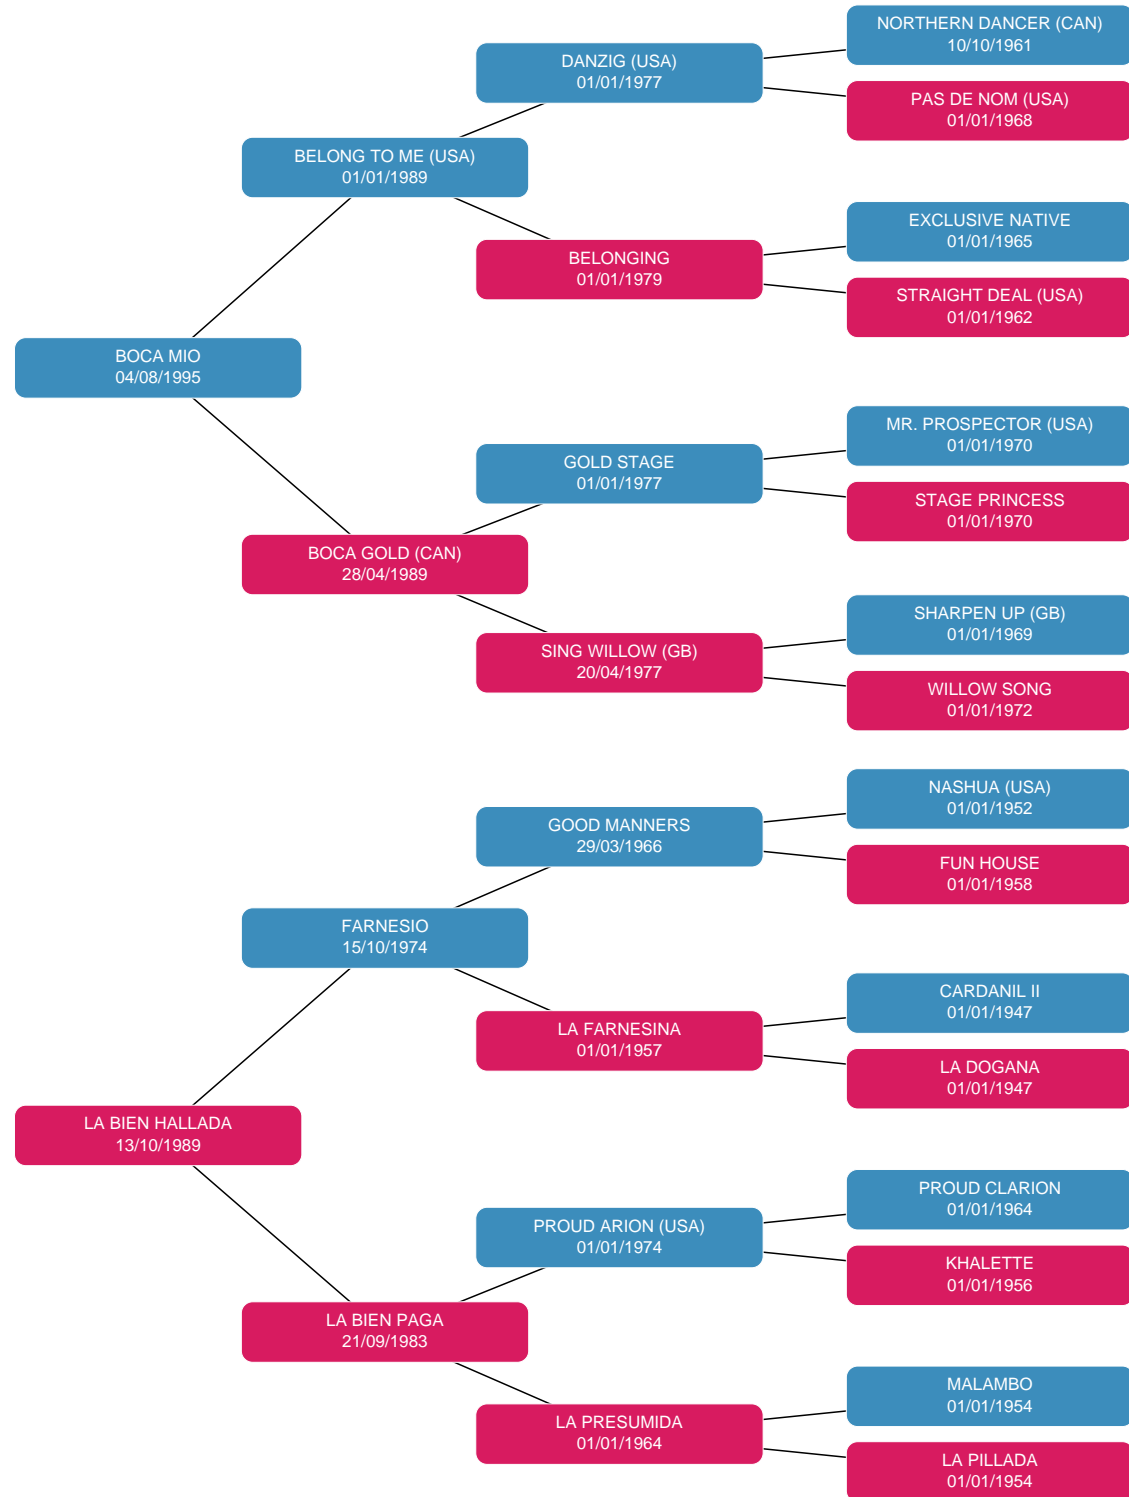 NORTHERN DANCER (CAN)
10/10/1961
DANZIG (USA)
01/01/1977
PAS DE NOM (USA)
01/01/1968
BELONG TO ME (USA)
01/01/1989
EXCLUSIVE NATIVE
01/01/1965
BELONGING
01/01/1979
STRAIGHT DEAL (USA)
01/01/1962
BOCA MIO
04/08/1995
MR. PROSPECTOR (USA)
01/01/1970
GOLD STAGE
01/01/1977
STAGE PRINCESS
01/01/1970
BOCA GOLD (CAN)
28/04/1989
SHARPEN UP (GB)
01/01/1969
SING WILLOW (GB)
20/04/1977
WILLOW SONG
01/01/1972
NASHUA (USA)
01/01/1952
GOOD MANNERS
29/03/1966
FUN HOUSE
01/01/1958
FARNESIO
15/10/1974
CARDANIL II
01/01/1947
LA FARNESINA
01/01/1957
LA DOGANA
01/01/1947
LA BIEN HALLADA
13/10/1989
PROUD CLARION
01/01/1964
PROUD ARION (USA)
01/01/1974
KHALETTE
01/01/1956
LA BIEN PAGA
21/09/1983
MALAMBO
01/01/1954
LA PRESUMIDA
01/01/1964
LA PILLADA
01/01/1954